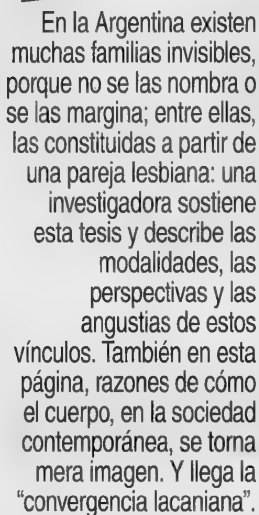 En la Argentina existen
muchas familias invisibles,
porque no se las nombra o
se las margina; entre ellas,
las constituidas a partir de
una pareja lesbiana: una
investigadora sostiene
esta tesis y describe las
modalidades, las
perspectivas y las
angustias de estos
vínculos. También en esta
página, razones de cómo
el cuerpo, en la sociedad
contemporánea, se torna
mera imagen. Y llega la
“convergencia lacaniana”.